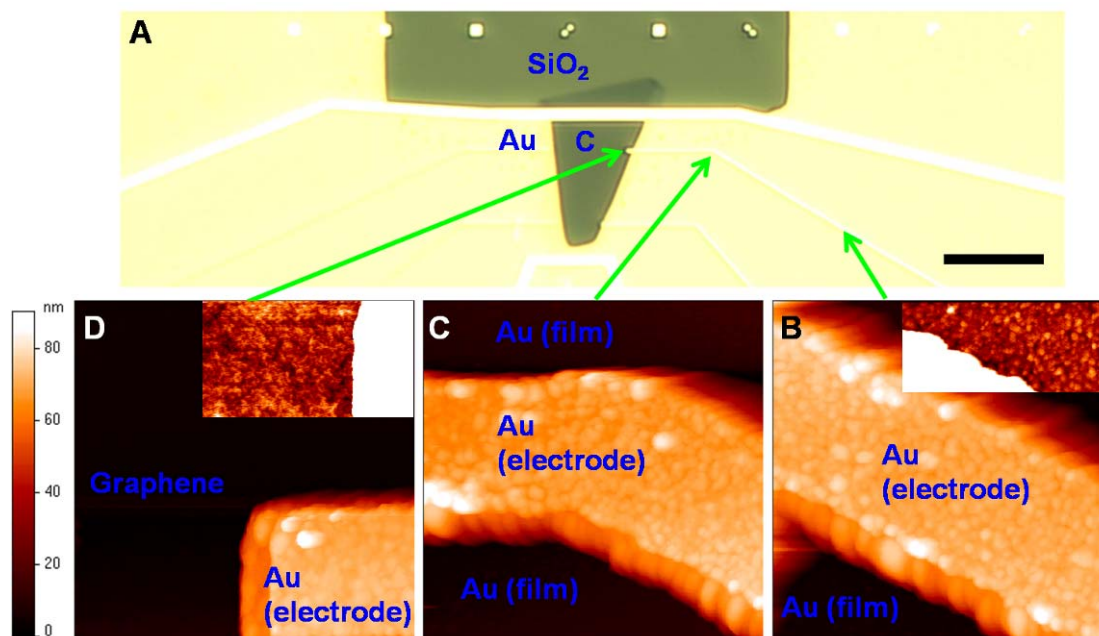 A
SiO₂
Au
C
nm
80
60
40
20
0
D
Graphene
Au
(electrode)
C
Au (film)
Au
(electrode)
Au (film)
B
Au
(electrode)
Au (film)